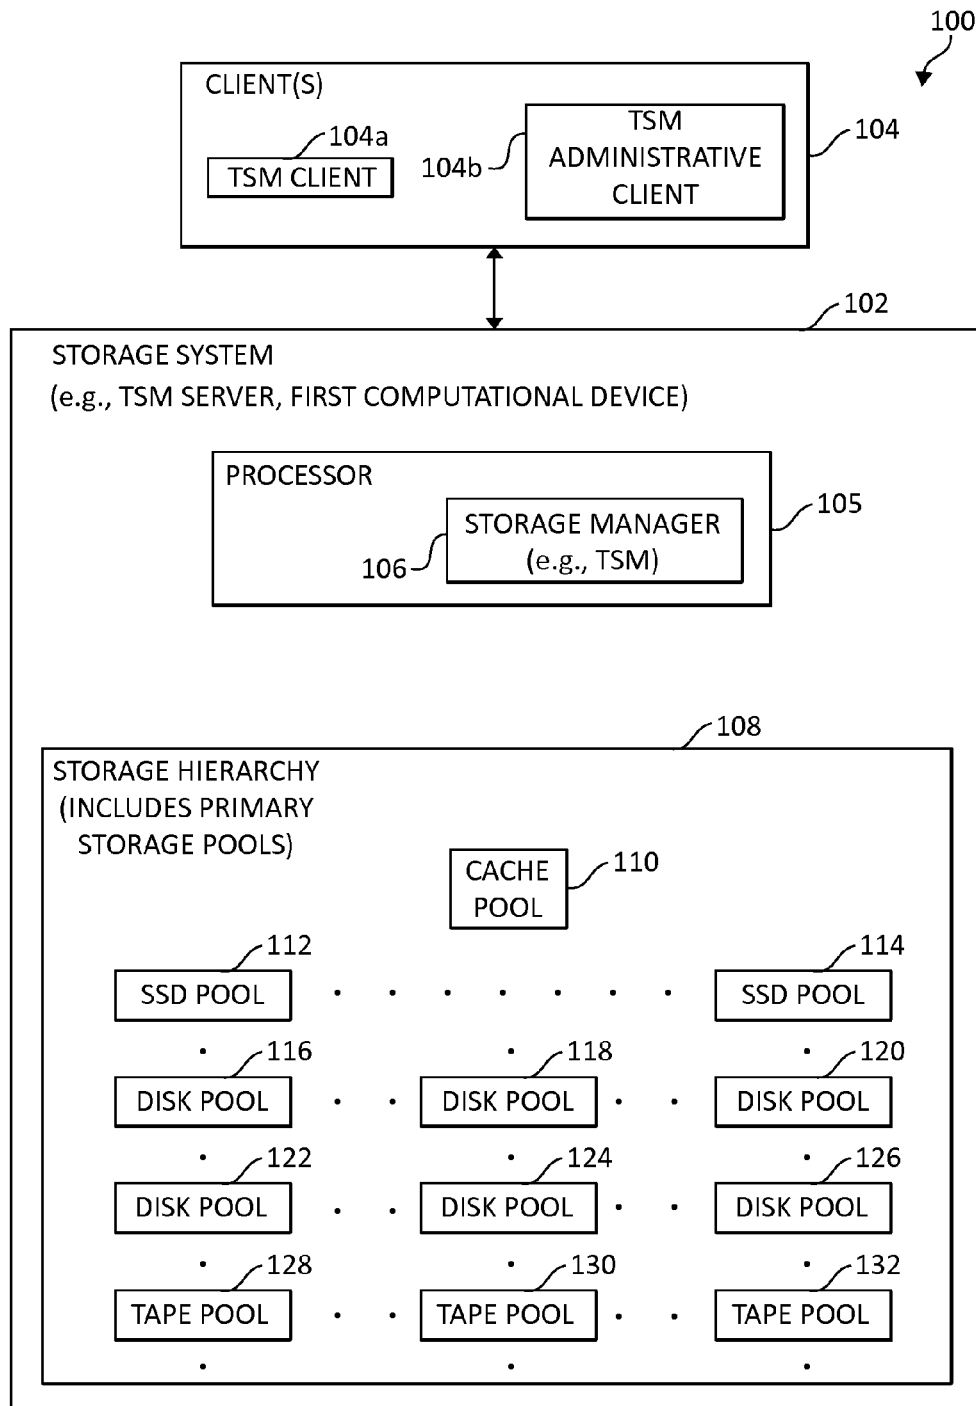 100
CLIENT(S)
104a
TSM CLIENT
104b
TSM
ADMINISTRATIVE
CLIENT
104
102
STORAGE SYSTEM
(e.g., TSM SERVER, FIRST COMPUTATIONAL DEVICE)
PROCESSOR
105
106
STORAGE MANAGER
(e.g., TSM)
108
STORAGE HIERARCHY
(INCLUDES PRIMARY
STORAGE POOLS)
CACHE
POOL
110
112
114
SSD POOL
SSD POOL
116
118
120
DISK POOL
DISK POOL
DISK POOL
122
124
126
DISK POOL
DISK POOL
DISK POOL
128
130
132
TAPE POOL
TAPE POOL
TAPE POOL